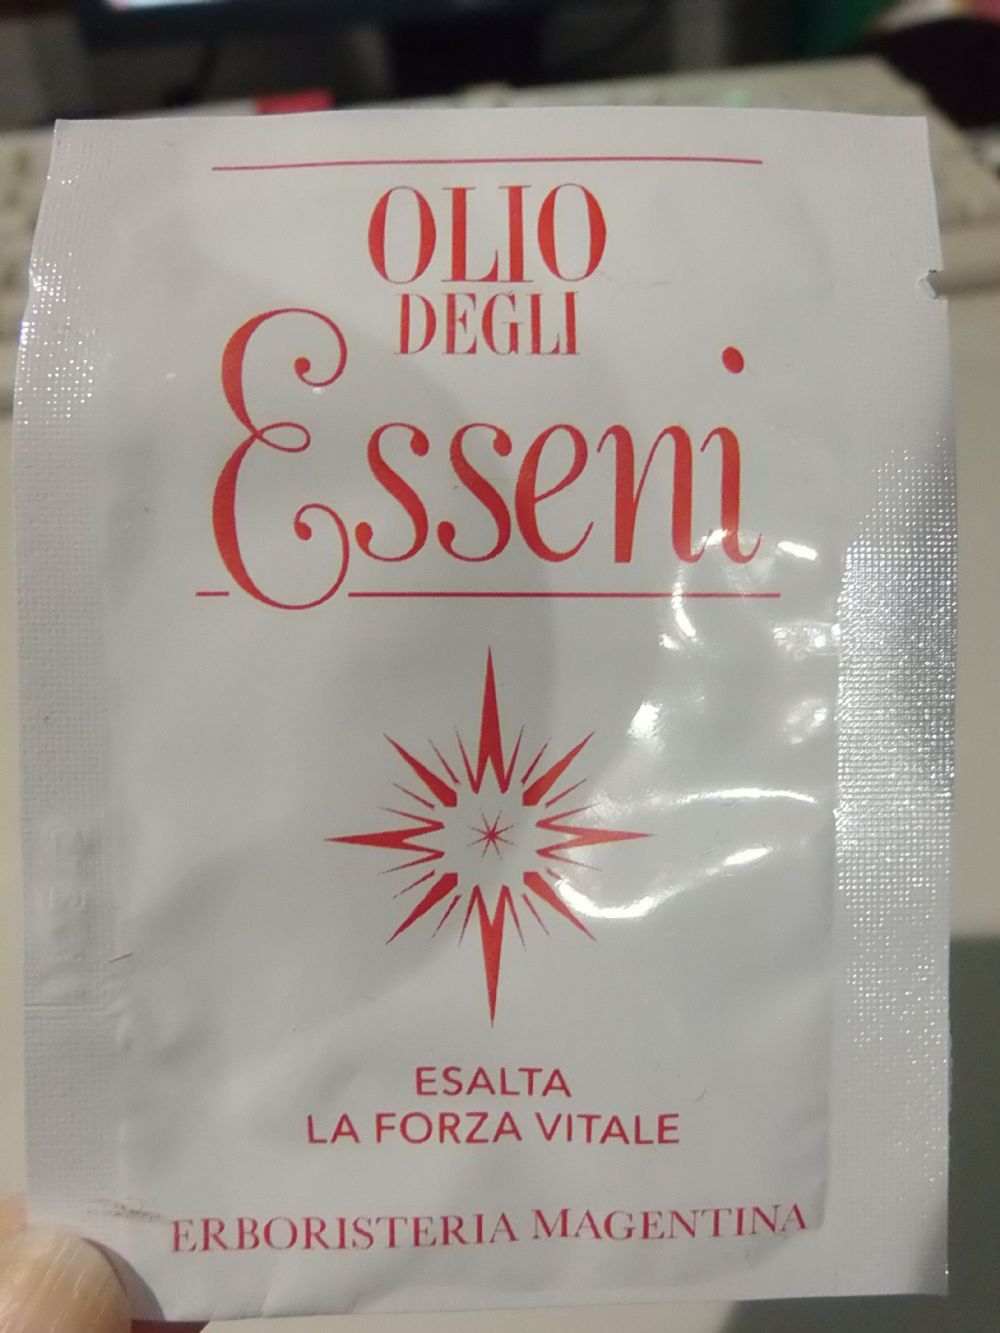 OLIO
DEGLI
Esseni
ESALTA
LA FORZA VITALE
ERBORISTERIA MAGENTINA